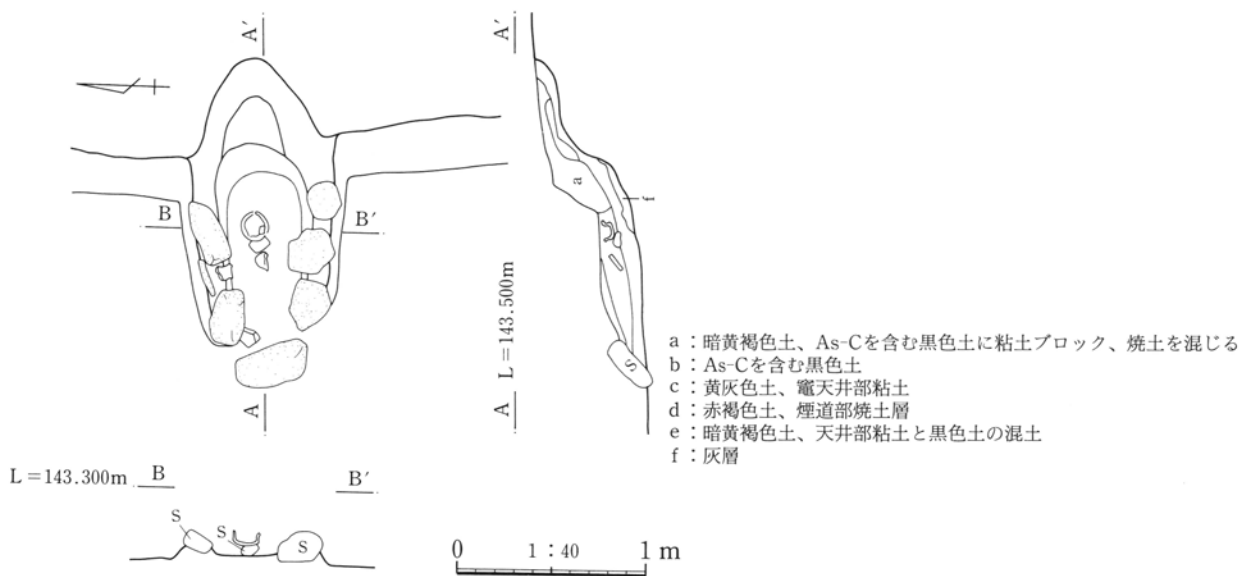 A′
A′
B
B′
a
f
L＝143.500m
S
A
A
a：暗黄褐色土、As-Cを含む黒色土に粘土ブロック、焼土を混じる
b：As-Cを含む黒色土
c：黄灰色土、竈天井部粘土
d：赤褐色土、煙道部焼土層
e：暗黄褐色土、天井部粘土と黒色土の混土
f：灰層
L＝143.300m B B′
S S S
0 1：40 1 m